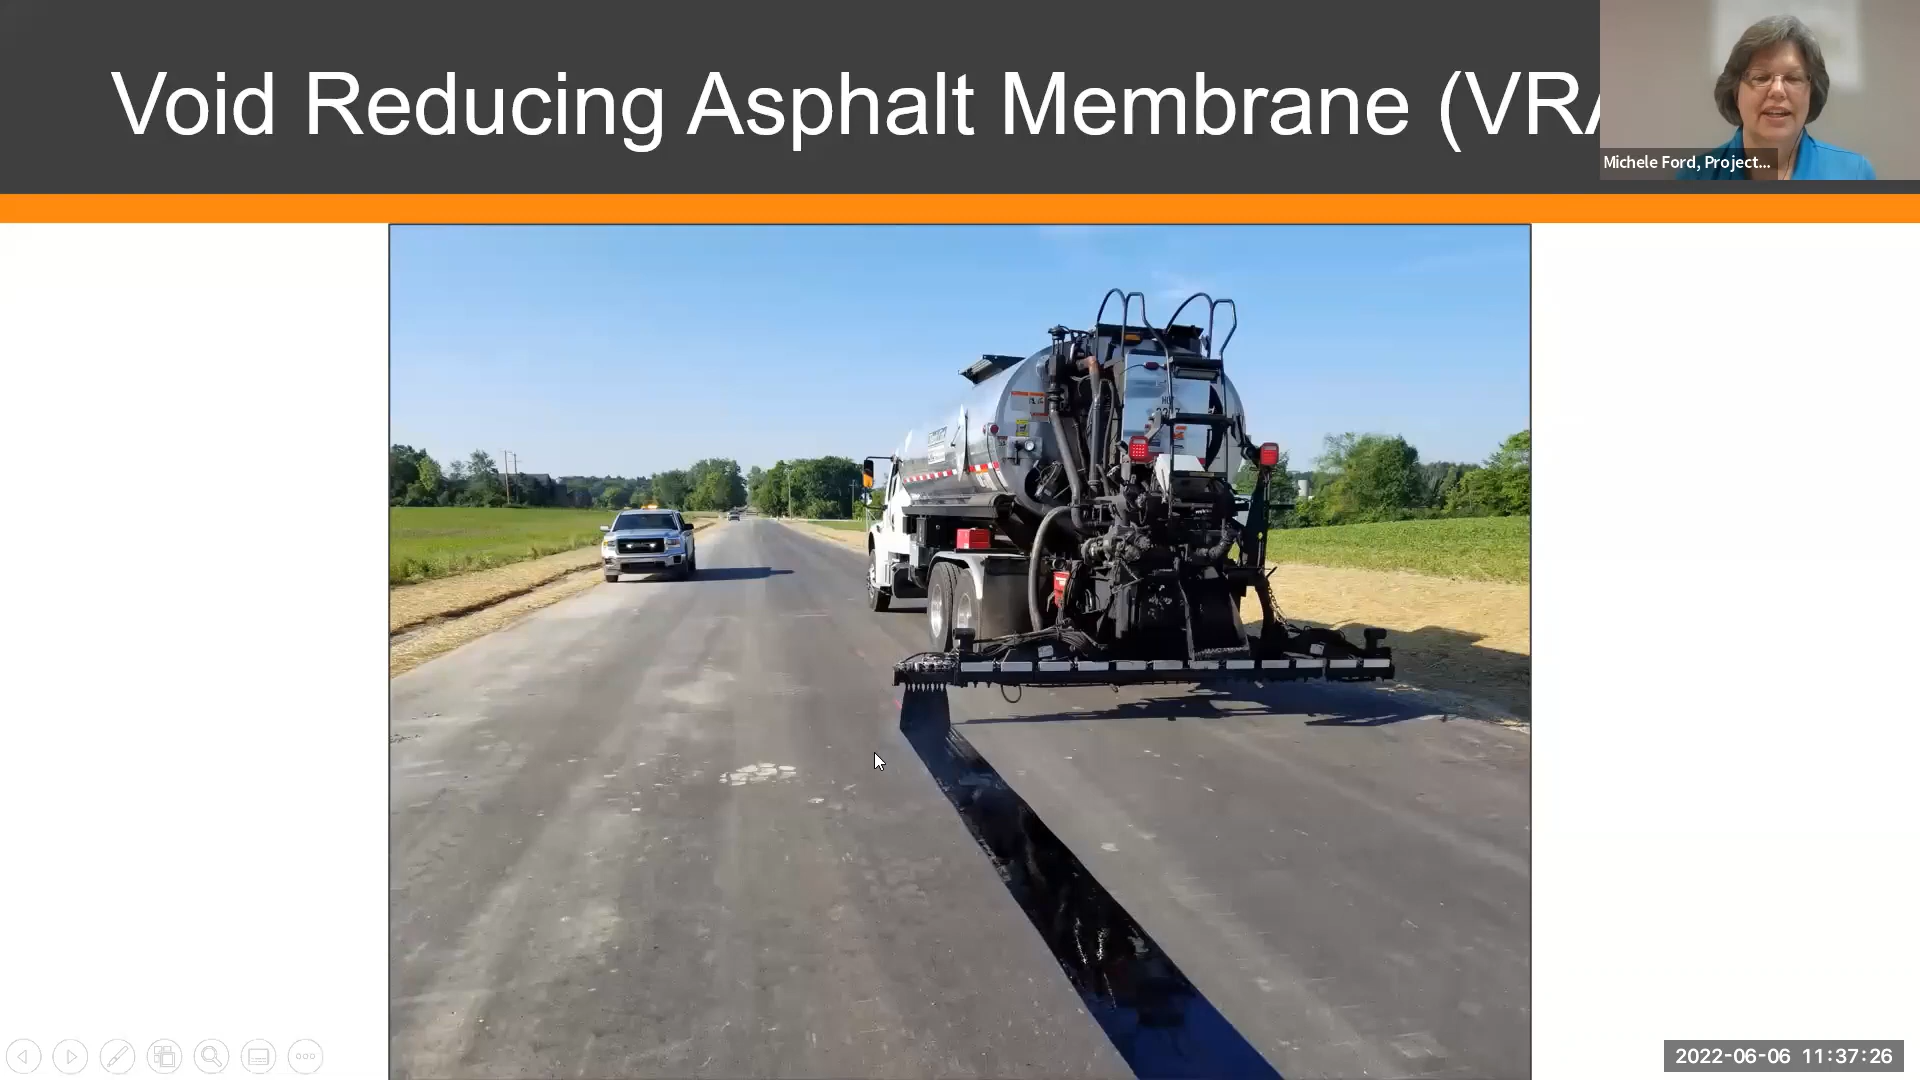 Void Reducing Asphalt Membrane (VRA
Michele Ford, Project...
2022-06-06 11:37:26